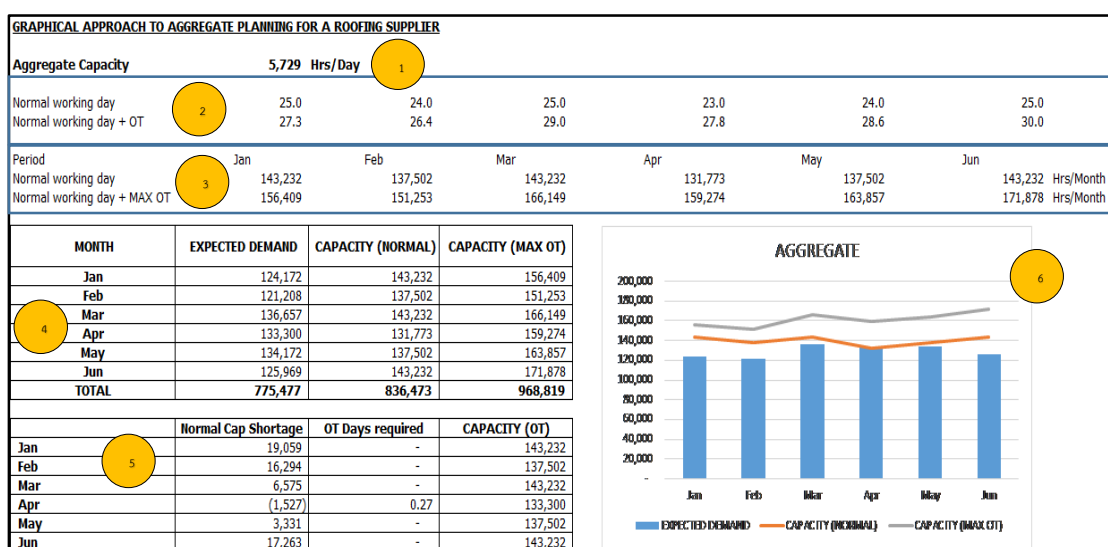 GRAPHICAL APPROACH TO AGGREGATE PLANNING FOR A ROOFING SUPPLIER
Aggregate Capacity 5,729 Hrs/Day 1
2
Normal working day 25.0 24.0 25.0 23.0 24.0 25.0
Normal working day + OT 27.3 26.4 29.0 27.8 28.6 30.0
Period Jan Feb Mar Apr May Jun
3
Normal working day 143,232 137,502 143,232 131,773 137,502 143,232 Hrs/Month
Normal working day + MAX OT 156,409 151,253 166,149 159,274 163,857 171,878 Hrs/Month
MONTH EXPECTED DEMAND CAPACITY (NORMAL) CAPACITY (MAX OT)
Jan 124,172 143,232 156,409
Feb 121,208 137,502 151,253
Mar 136,657 143,232 166,149
4
Apr 133,300 131,773 159,274
May 134,172 137,502 163,857
Jun 125,969 143,232 171,878
TOTAL 775,477 836,473 968,819
Normal Cap Shortage OT Days required CAPACITY (OT)
Jan 19,059 - 143,232
5
Feb 16,294 - 137,502
Mar 6,575 - 143,232
Apr (1,527) 0.27 133,300
May 3,331 - 137,502
Jun 17,263 - 143,232
AGGREGATE
6
200,000
180,000
160,000
140,000
120,000
100,000
80,000
60,000
40,000
20,000
-
Jan Feb Mar Apr May Jun
EXPECTED DEMAND CAPACITY (NORMAL) CAPACITY (MAX OT)